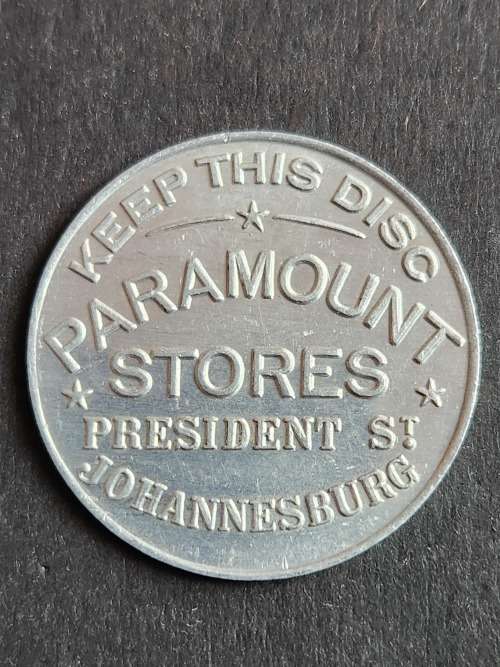 KEEP THIS DISC
PARAMOUNT
STORES
PRESIDENT ST
JOHANNESBURG